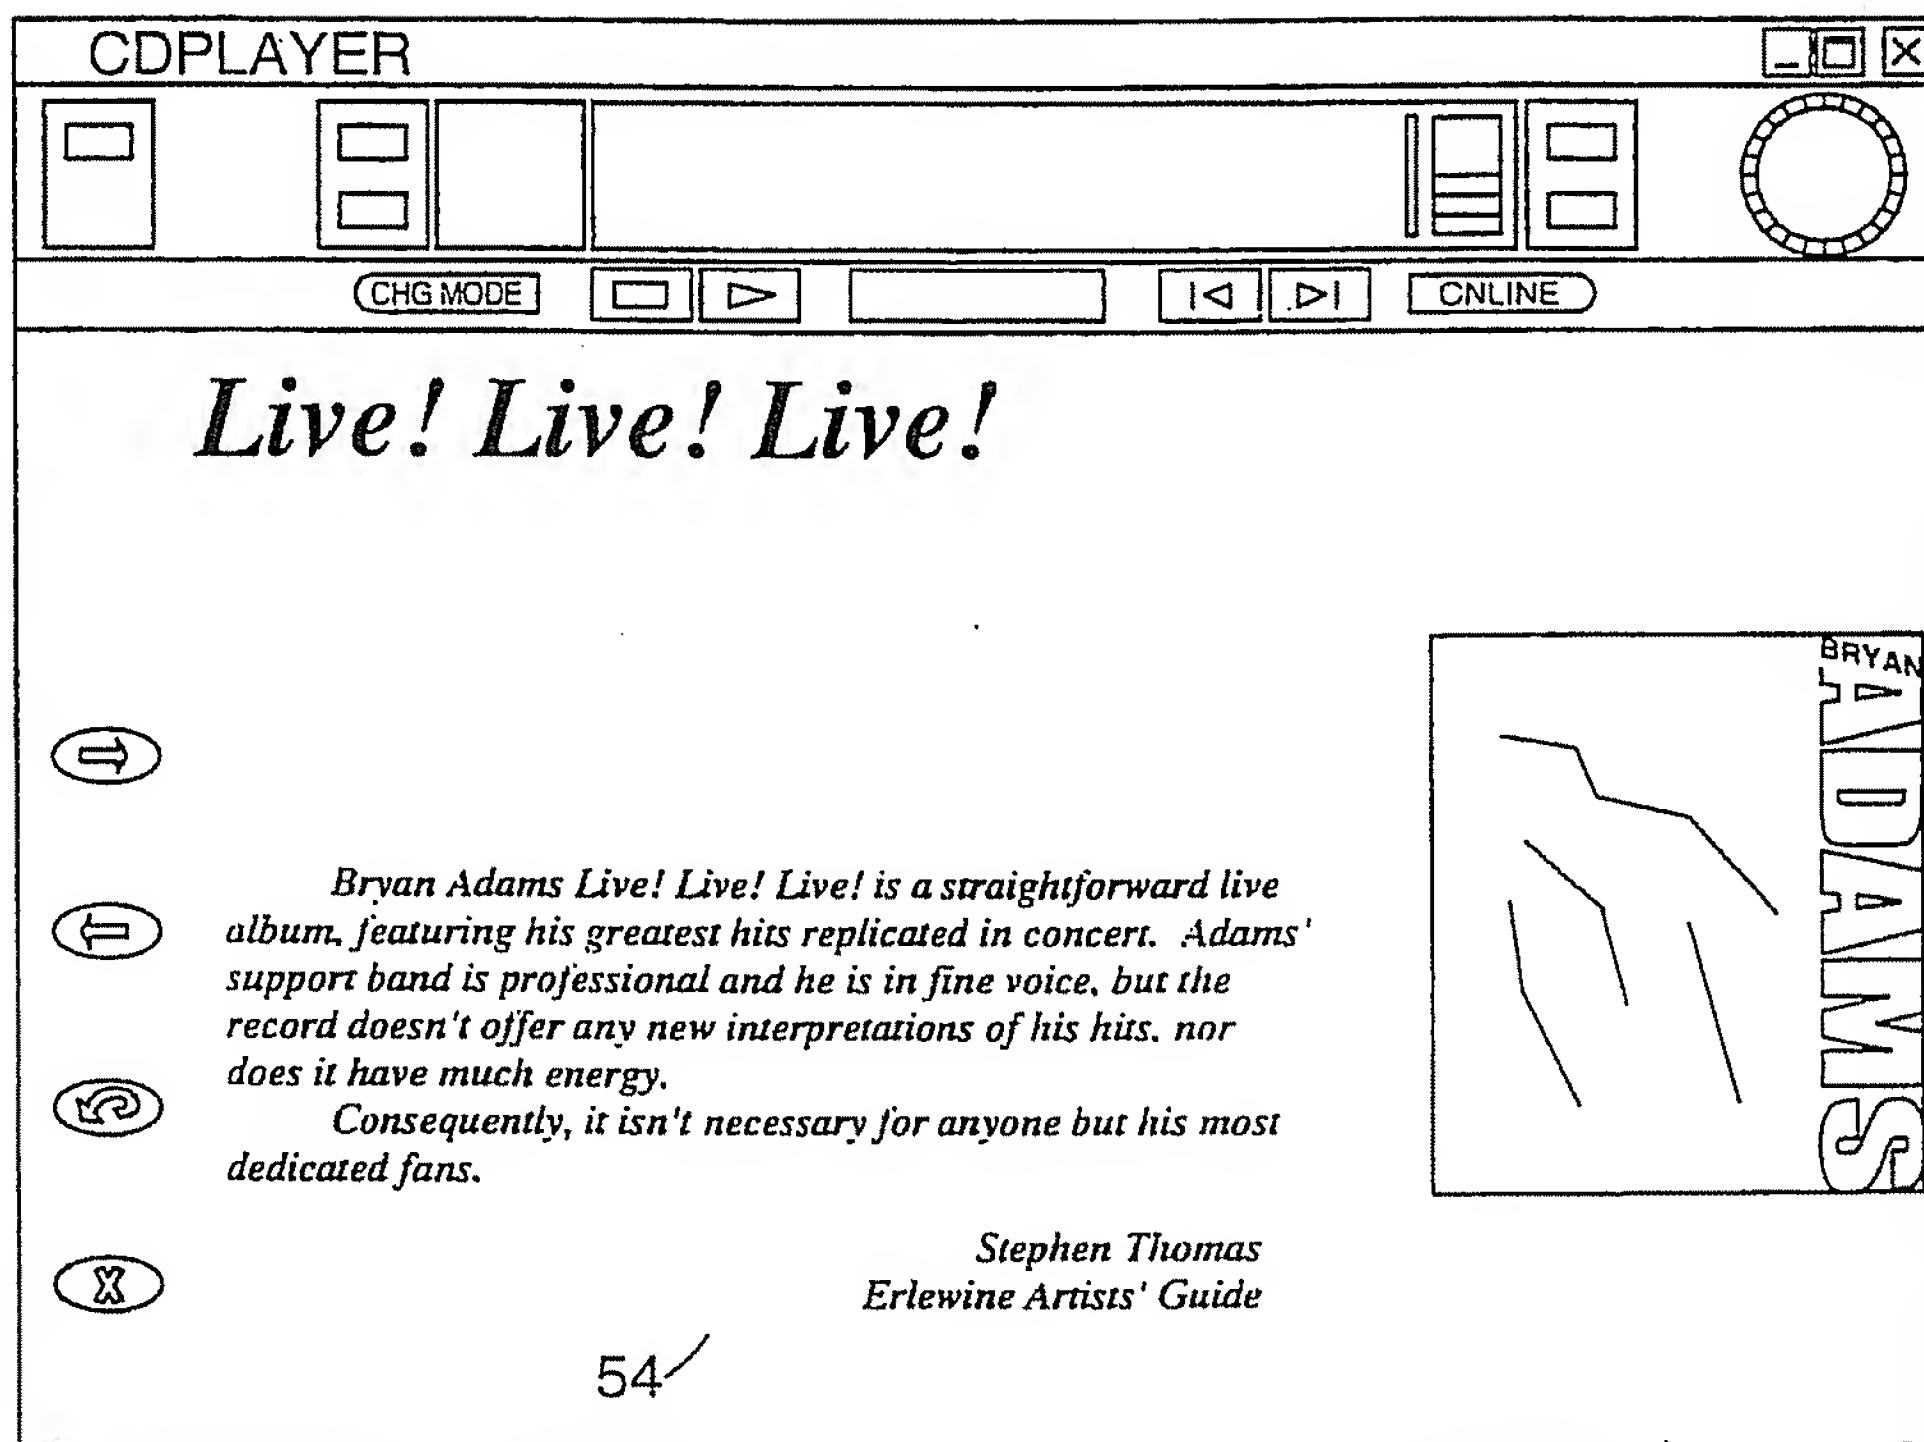 CDPLAYER
CHG MODE
CNLINE
Live! Live! Live!
BRYAN
ADAMS
Bryan Adams Live! Live! Live! is a straightforward live
album, featuring his greatest hits replicated in concert. Adams'
support band is professional and he is in fine voice, but the
record doesn't offer any new interpretations of his hits, nor
does it have much energy.
Consequently, it isn't necessary for anyone but his most
dedicated fans.
Stephen Thomas
Erlewine Artists' Guide
X
54